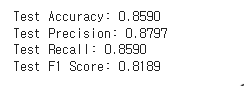 Test Accuracy: 0.8590
Test Precision: 0.8797
Test Recall: 0.8590
Test F1 Score: 0.8189